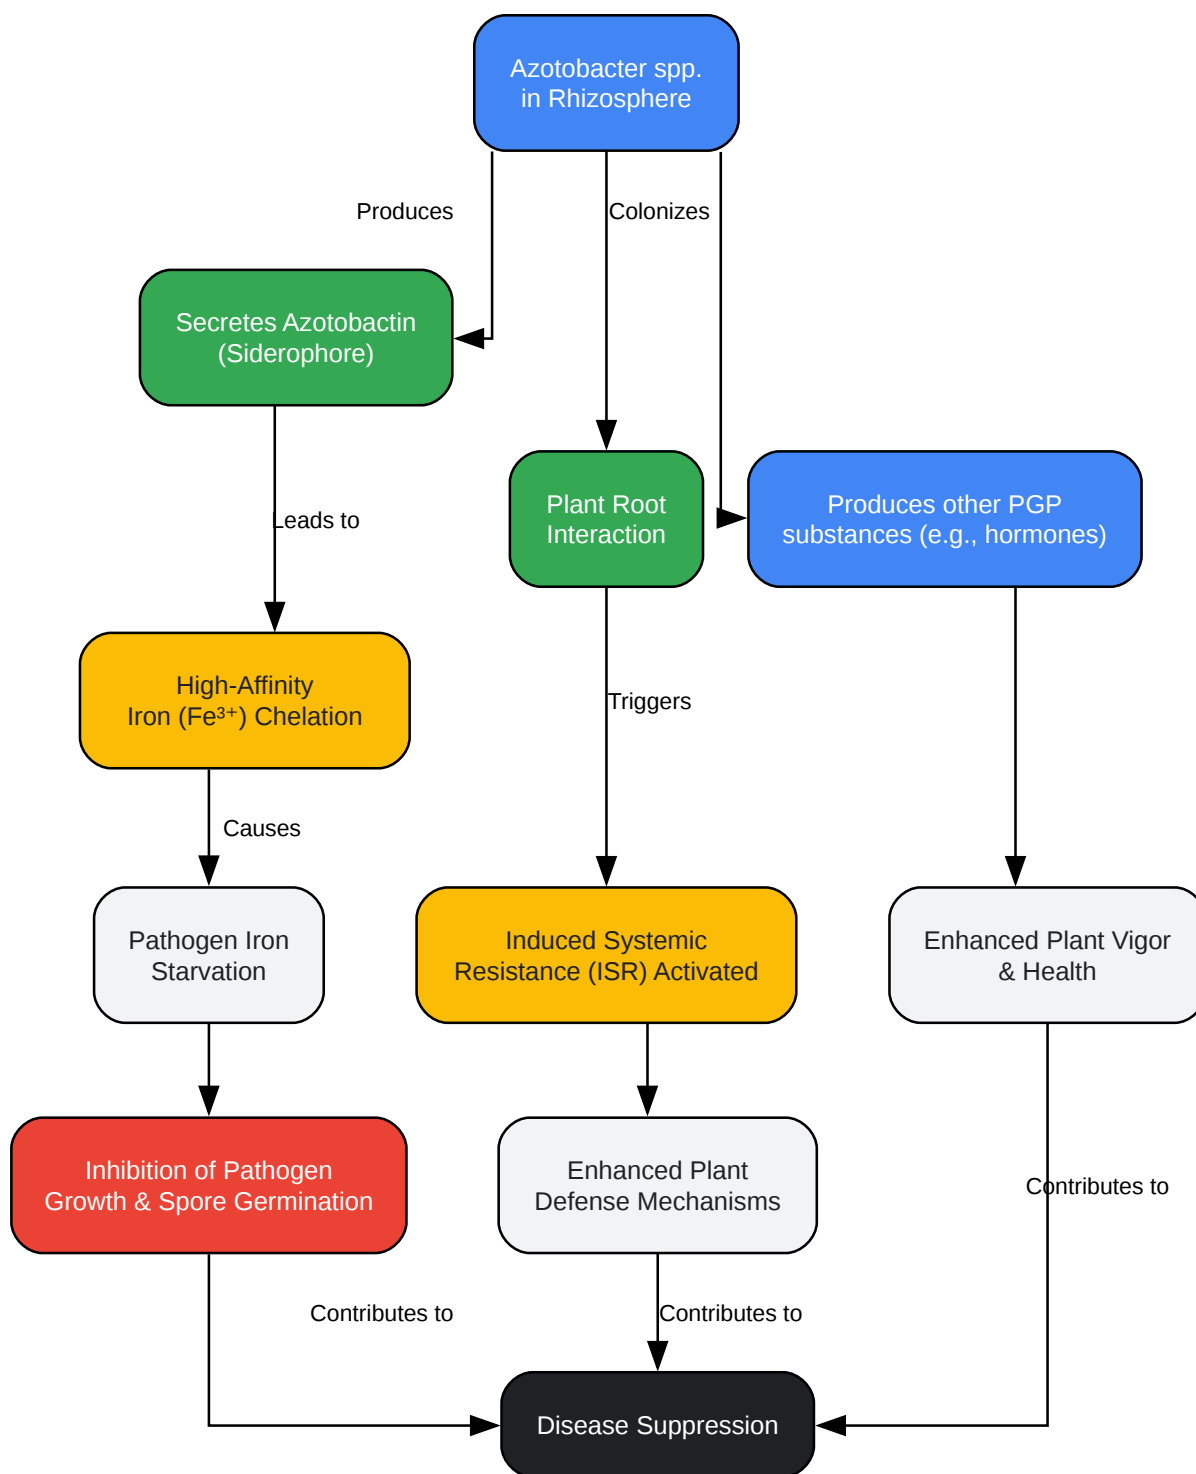 Azotobacter spp.
in Rhizosphere
Produces
Colonizes
Secretes Azotobactin
(Siderophore)
Plant Root
Interaction
Produces other PGP
substances (e.g., hormones)
Leads to
High-Affinity
Iron (Fe³⁺) Chelation
Triggers
Causes
Pathogen Iron
Starvation
Induced Systemic
Resistance (ISR) Activated
Enhanced Plant Vigor
& Health
Inhibition of Pathogen
Growth & Spore Germination
Enhanced Plant
Defense Mechanisms
Contributes to
Contributes to
Contributes to
Disease Suppression